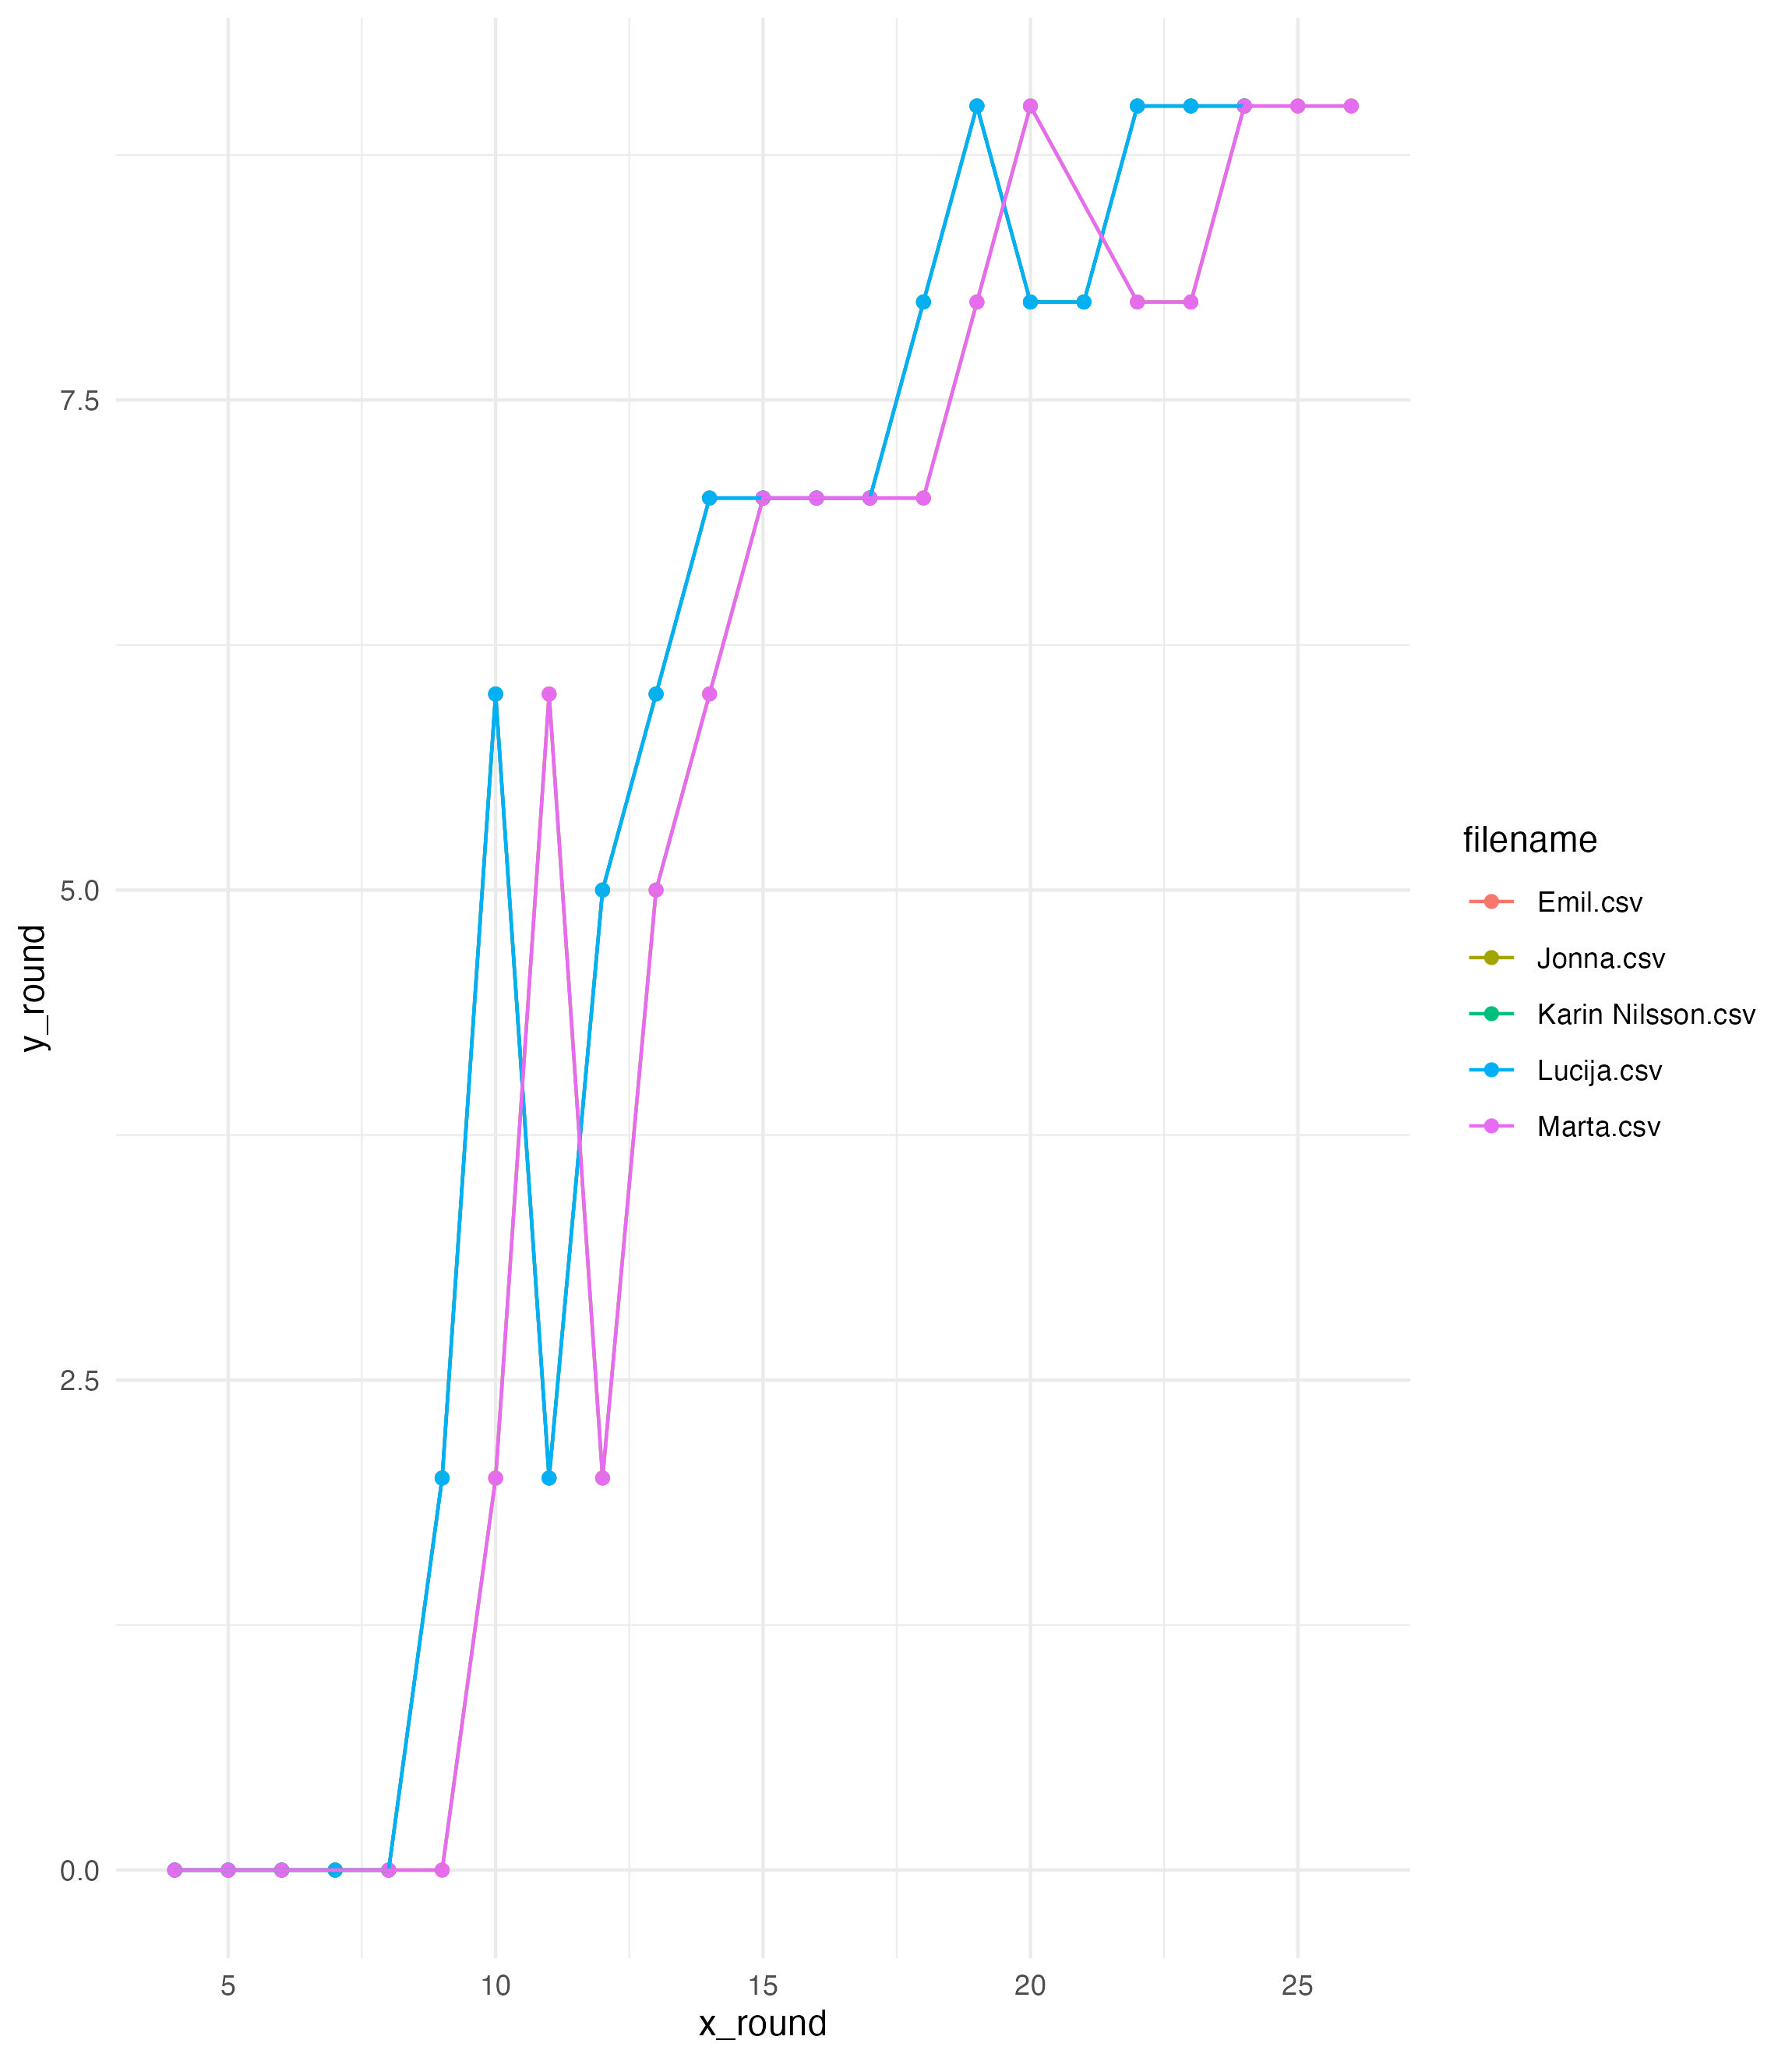 7.5
5.0
2.5
0.0
y_round
5 10 15 20 25
x_round
filename
Emil.csv
Jonna.csv
Karin Nilsson.csv
Lucija.csv
Marta.csv